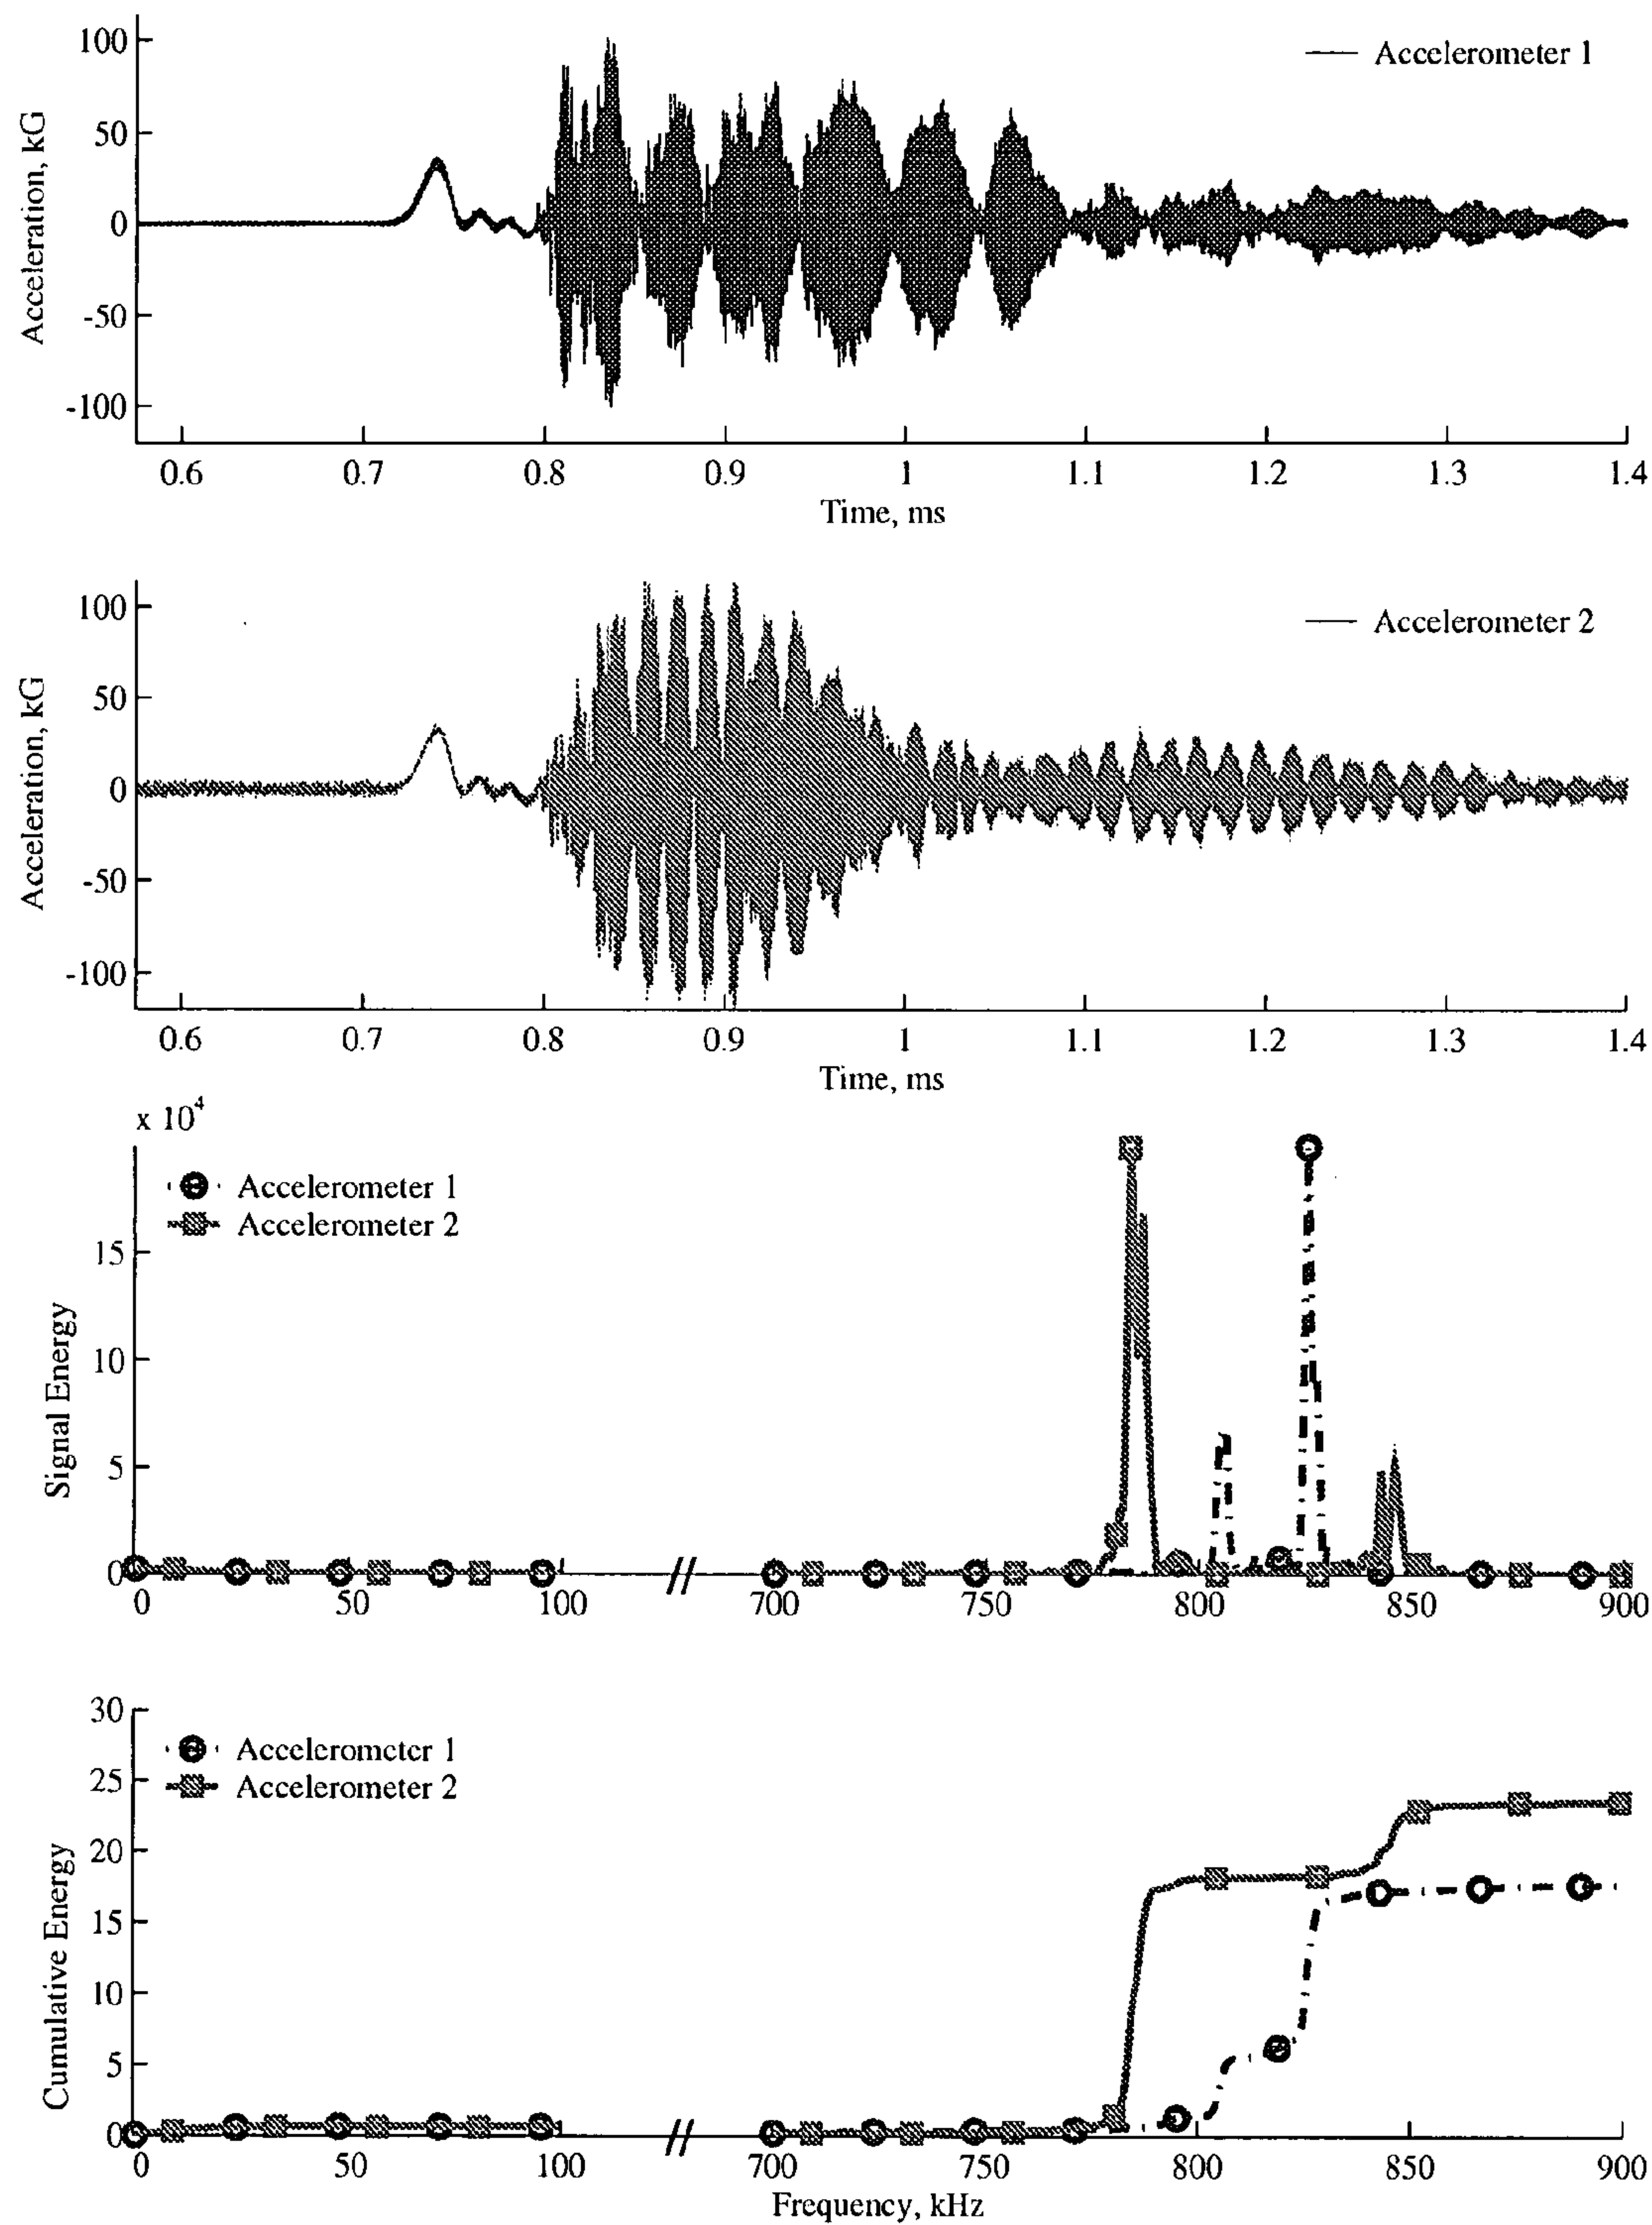 Accelerometer 1
Acceleration, kG
100
50
0
-50
-100
0.6 0.7 0.8 0.9 1 1.1 1.2 1.3 1.4
Time, ms
Accelerometer 2
Acceleration, kG
100
50
0
-50
-100
0.6 0.7 0.8 0.9 1 1.1 1.2 1.3 1.4
Time, ms
x 10^4
Accelerometer 1
Accelerometer 2
Signal Energy
15
10
5
0
0 50 100 700 750 800 850 900
Accelerometer 1
Accelerometer 2
Cumulative Energy
30
25
20
15
10
5
0
0 50 100 700 750 800 850 900
Frequency, kHz